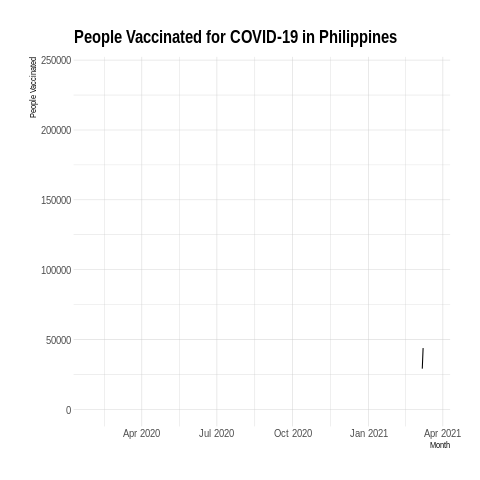 People Vaccinated for COVID-19 in Philippines
People Vaccinated
250000
200000
150000
100000
50000
0
Apr 2020 Jul 2020 Oct 2020 Jan 2021 Apr 2021
Month